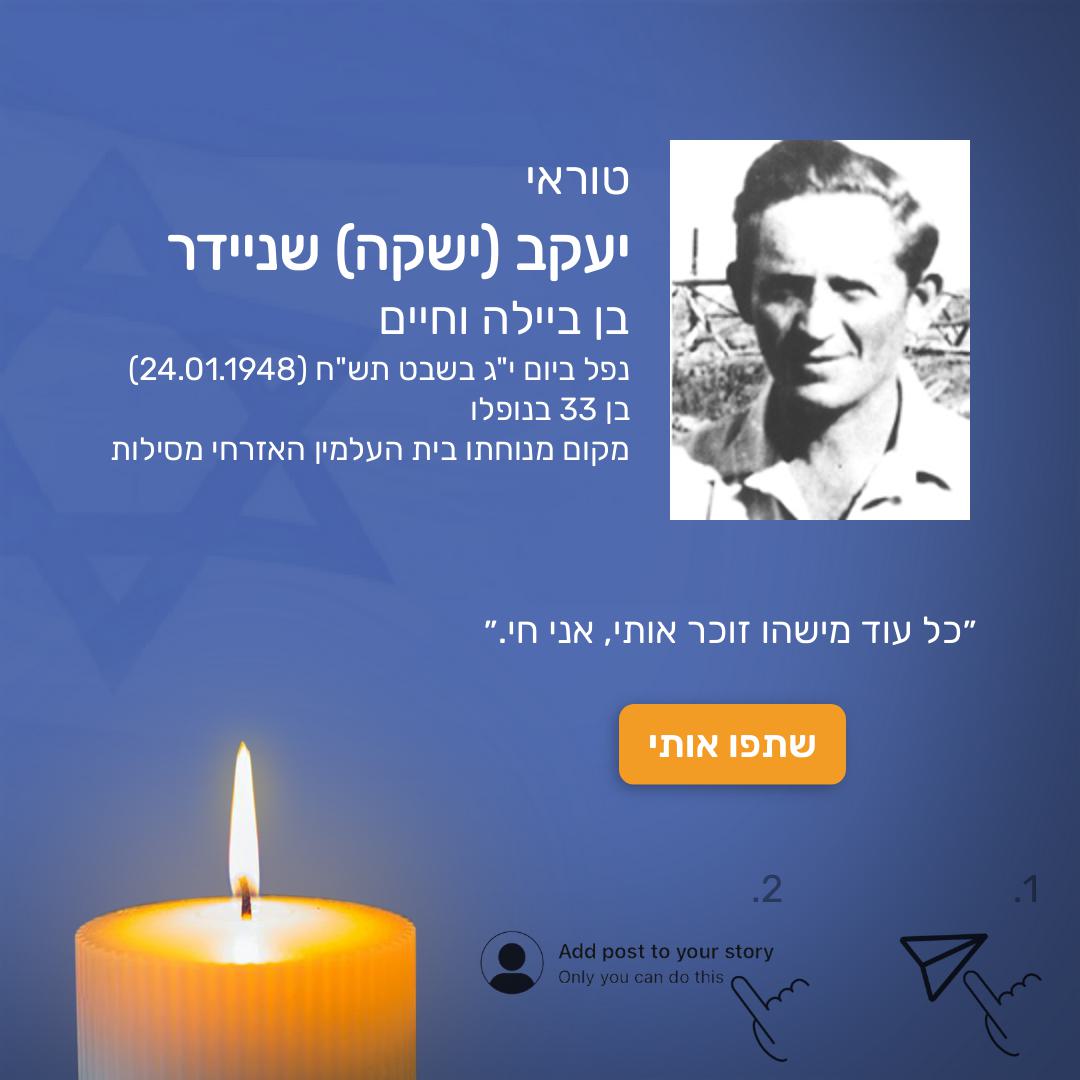 טוראי
יעקב (ישקה) שניידר
בן ביילה וחיים
נפל ביום י"ג בשבט תש"ח (24.01.1948)
בן 33 בנופלו
מקום מנוחתו בית העלמין האזרחי מסילות
״כל עוד מישהו זוכר אותי, אני חי.״
שתפו אותי
.1
.2
Add post to your story
Only you can do this